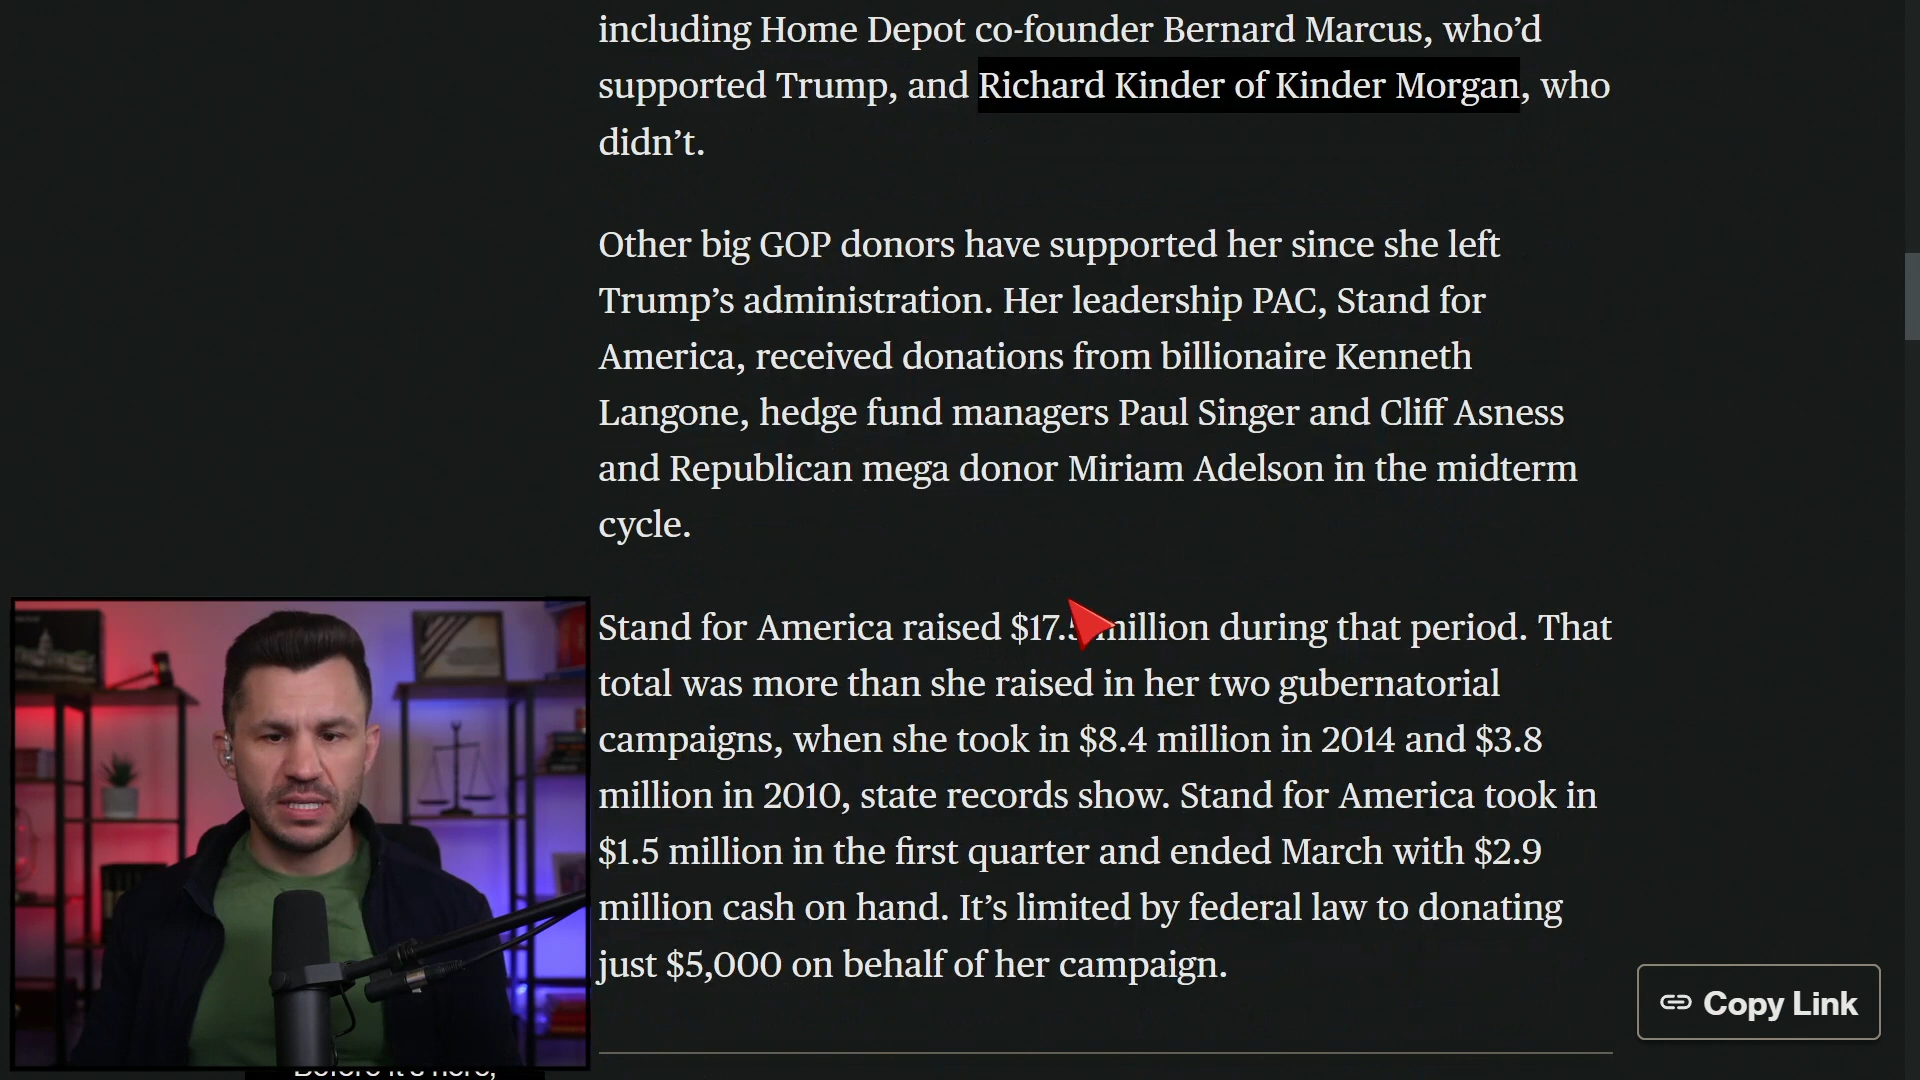 including Home Depot co-founder Bernard Marcus, who’d
supported Trump, and Richard Kinder of Kinder Morgan, who
didn’t.
Other big GOP donors have supported her since she left
Trump’s administration. Her leadership PAC, Stand for
America, received donations from billionaire Kenneth
Langone, hedge fund managers Paul Singer and Cliff Asness
and Republican mega donor Miriam Adelson in the midterm
cycle.
Stand for America raised $17.5 million during that period. That
total was more than she raised in her two gubernatorial
campaigns, when she took in $8.4 million in 2014 and $3.8
million in 2010, state records show. Stand for America took in
$1.5 million in the first quarter and ended March with $2.9
million cash on hand. It’s limited by federal law to donating
just $5,000 on behalf of her campaign.
Copy Link